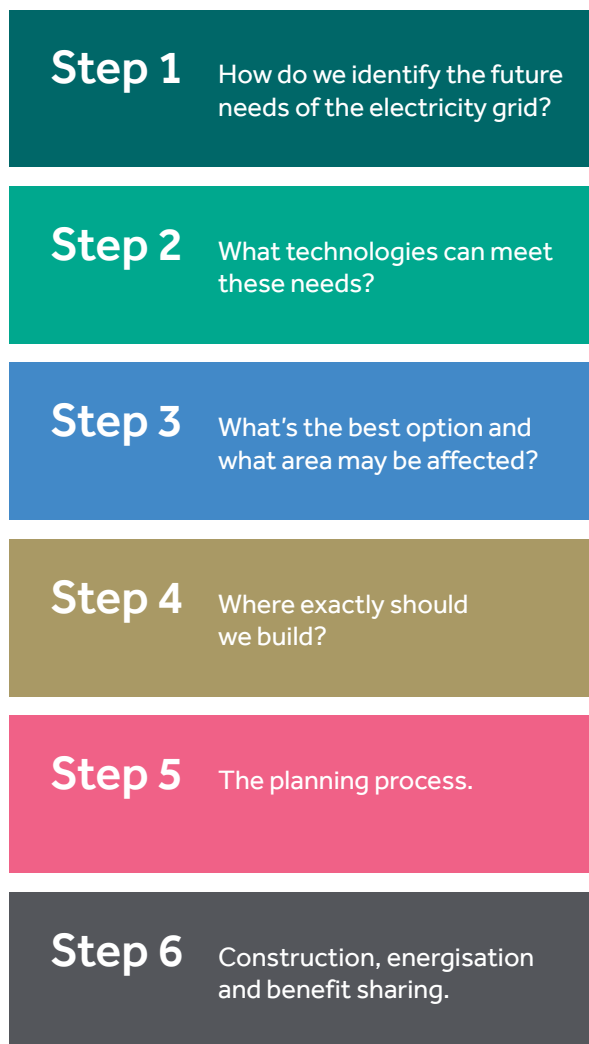 Step 1
How do we identify the future
needs of the electricity grid?
Step 2
What technologies can meet
these needs?
Step 3
What's the best option and
what area may be affected?
Step 4
Where exactly should
we build?
Step 5
The planning process.
Step 6
Construction, energisation
and benefit sharing.